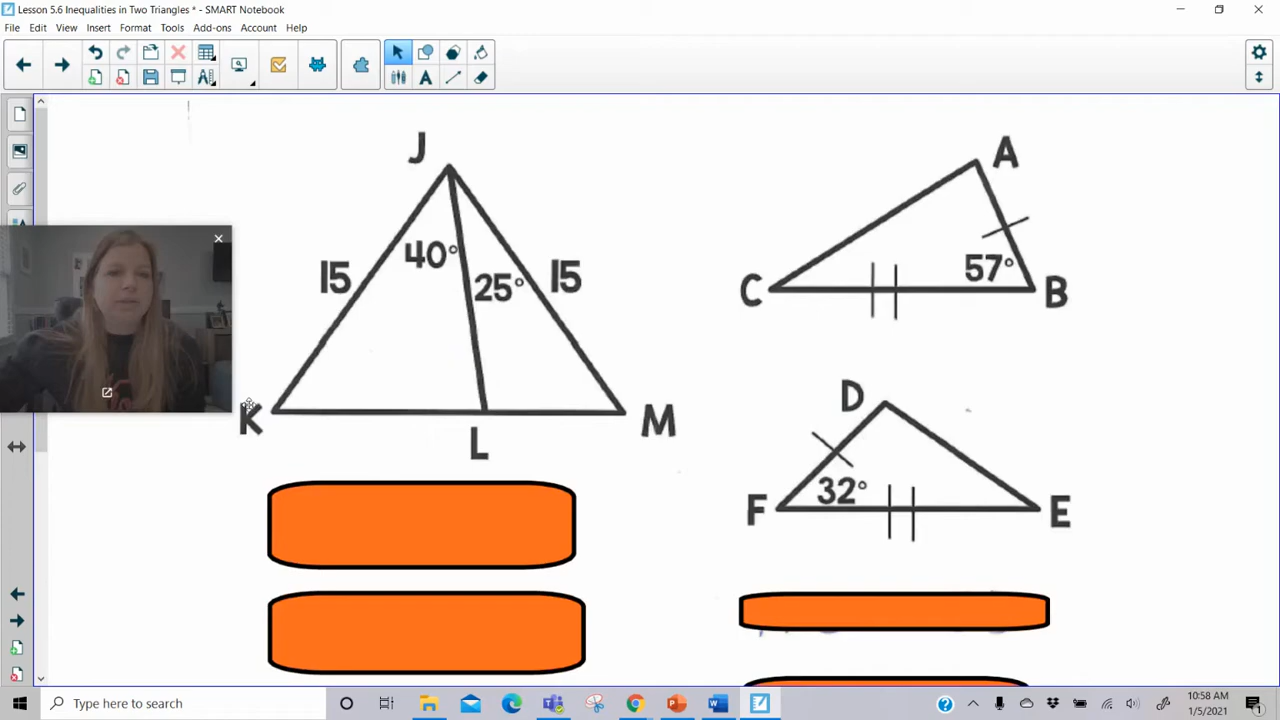 Lesson 5.6 Inequalities in Two Triangles * - SMART Notebook
File Edit View Insert Format Tools Add-ons Account Help
J
A
40°
15
25°
15
57°
C
B
K
L
M
D
32°
F
E
Type here to search
10:58 AM
1/5/2021